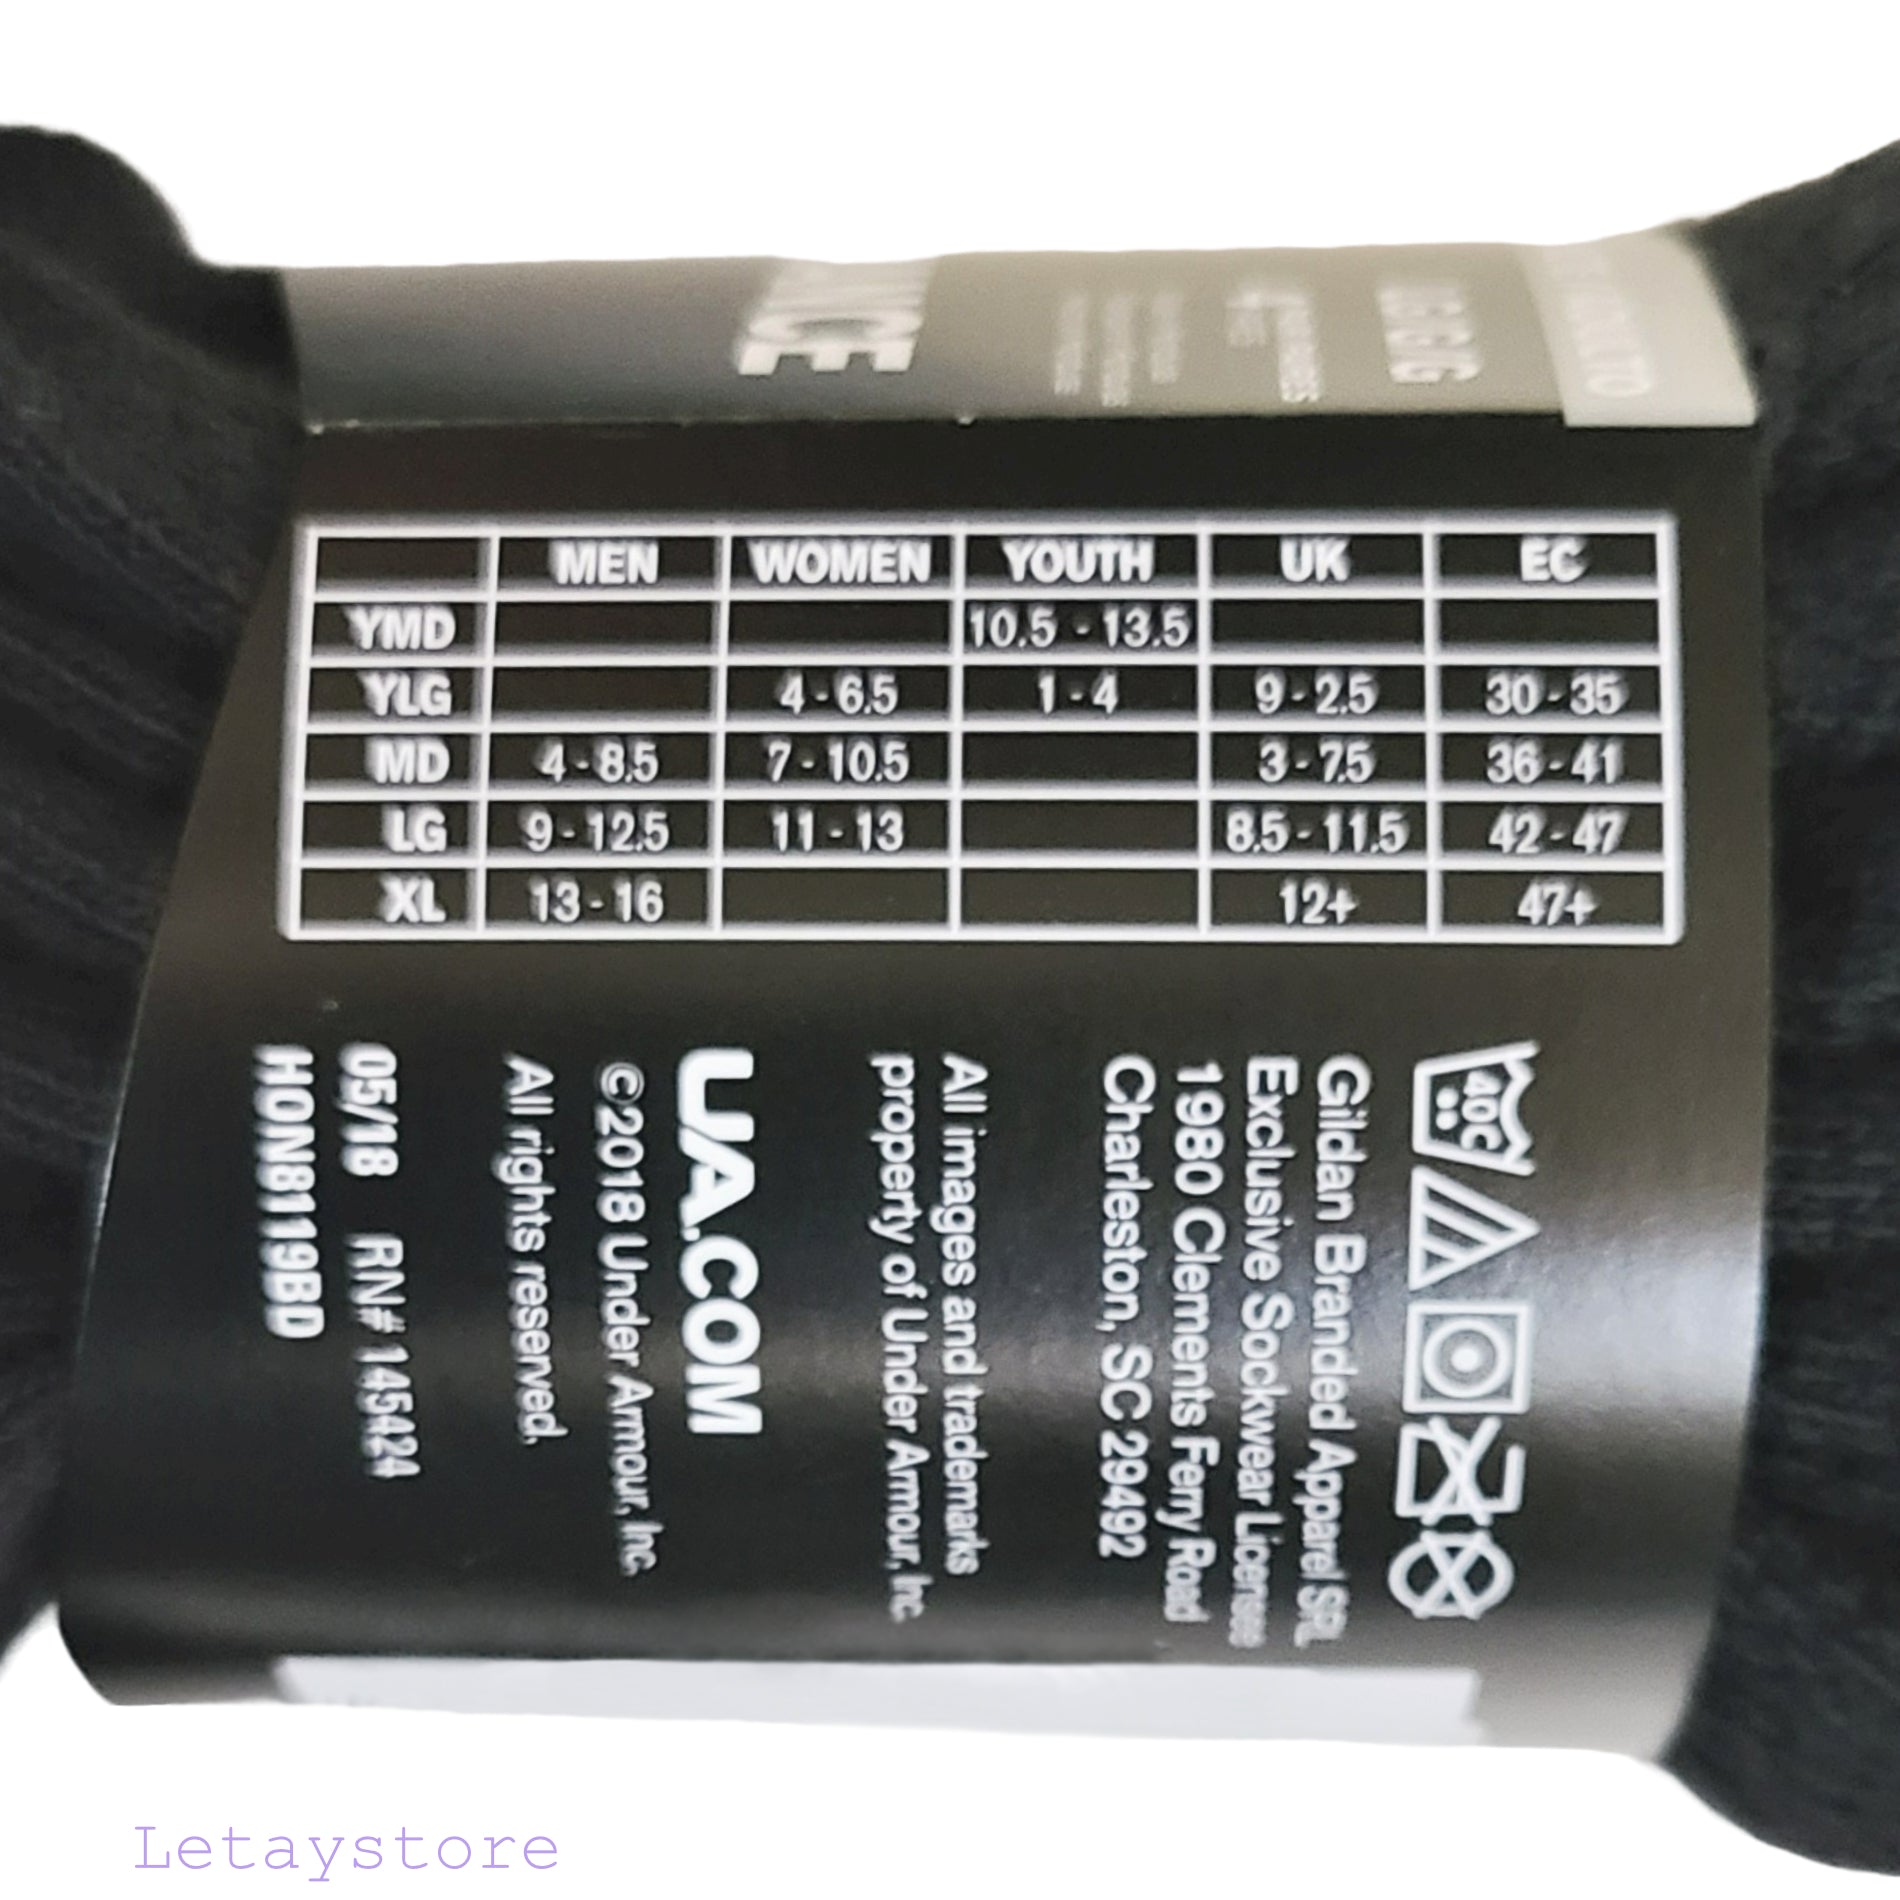 LG/G/G
MEN WOMEN YOUTH UK EC
YMD 10.5 - 13.5
YLG 4 - 6.5 1 - 4 9 - 2.5 30 - 35
MD 4 - 8.5 7 - 10.5 3 - 7.5 36 - 41
LG 9 - 12.5 11 - 13 8.5 - 11.5 42 - 47
XL 13 - 16 12+ 47+
40C
Gildan Branded Apparel SRL
Exclusive Sockwear Licensee
1980 Clements Ferry Road
Charleston, SC 29492
All images and trademarks
property of Under Armour, Inc.
UA.COM
©2018 Under Armour, Inc.
All rights reserved.
05/18 RN# 145424
HON8119BD
Letaystore